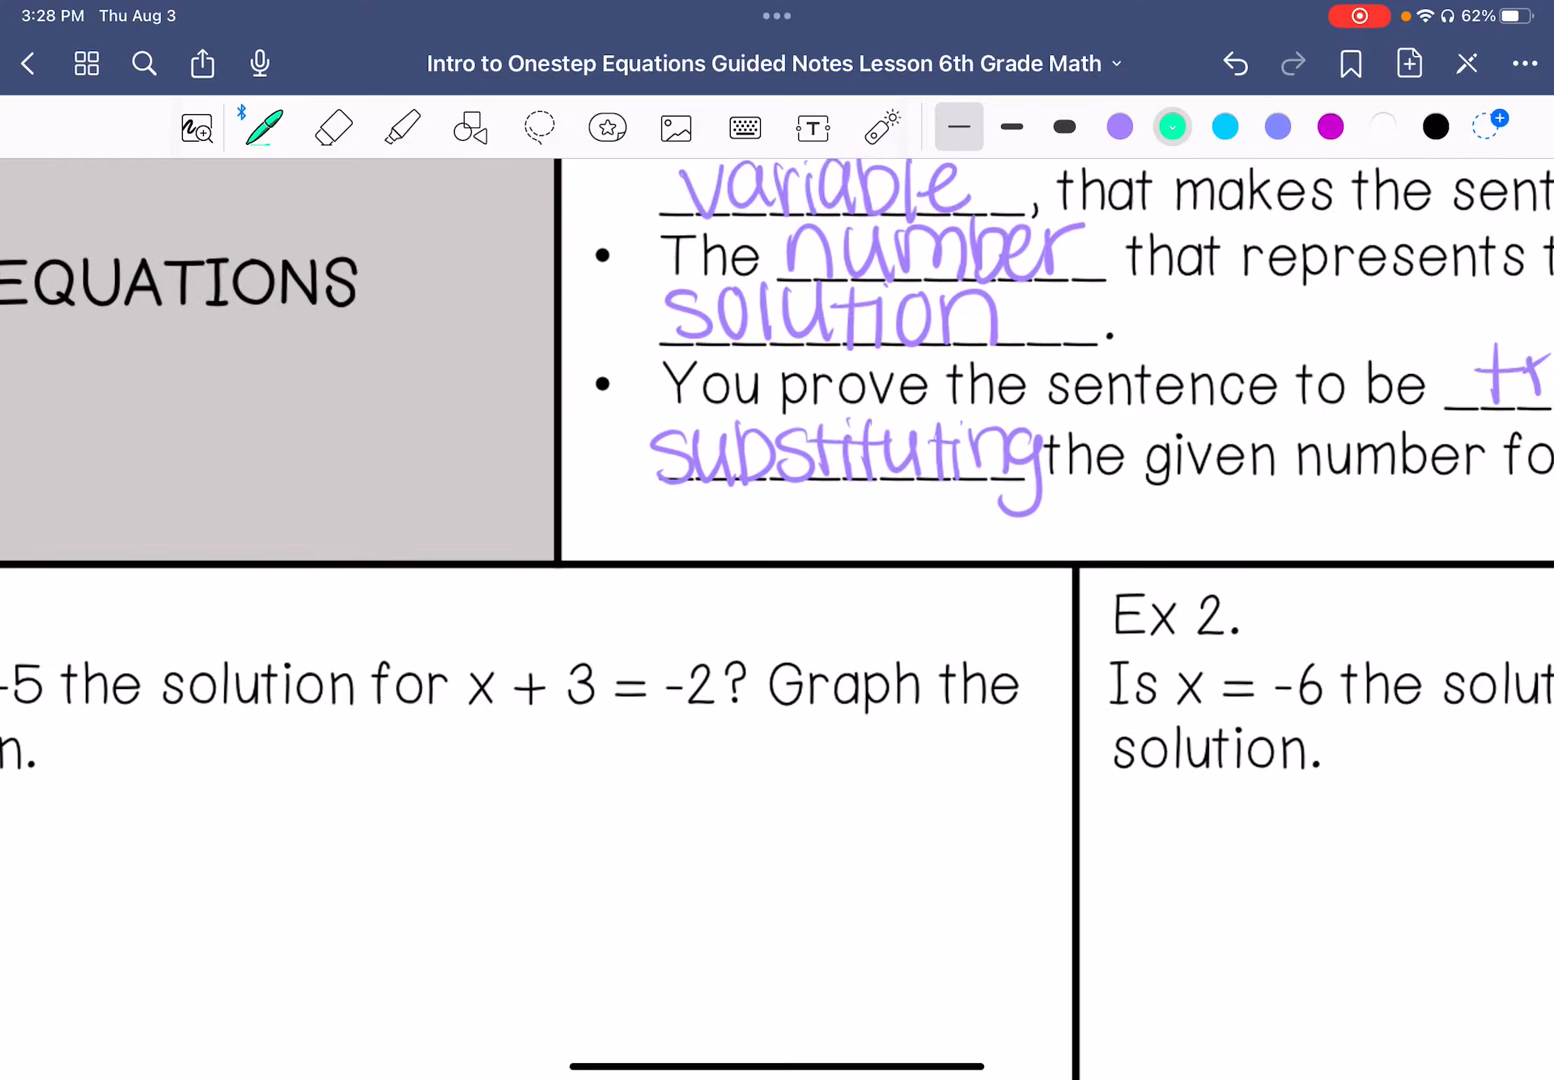 3:28 PM Thu Aug 3
62%
Intro to Onestep Equations Guided Notes Lesson 6th Grade Math
T
variable, that makes the sent
EQUATIONS
• The number that represents t
solution.
• You prove the sentence to be tr
substituting the given number fo
-5 the solution for x + 3 = -2? Graph the
n.
Ex 2.
Is x = -6 the solut
solution.